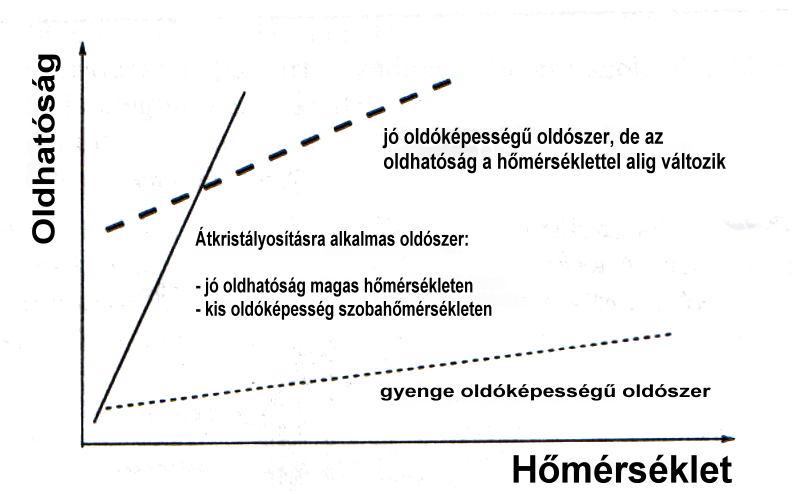 Oldhatóság
jó oldóképességű oldószer, de az
oldhatóság a hőmérséklettel alig változik
Átkristályosításra alkalmas oldószer:
- jó oldhatóság magas hőmérsékleten
- kis oldóképesség szobahőmérsékleten
gyenge oldóképességű oldószer
Hőmérséklet